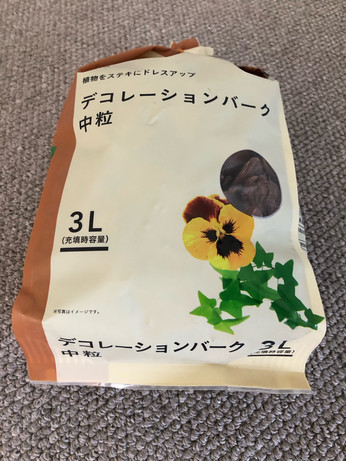 植物をステキにドレスアップ
デコレーションバーク
中粒
3L
(充填時容量)
※写真はイメージです。
デコレーションバーク 3L
中粒 (充填時容量)